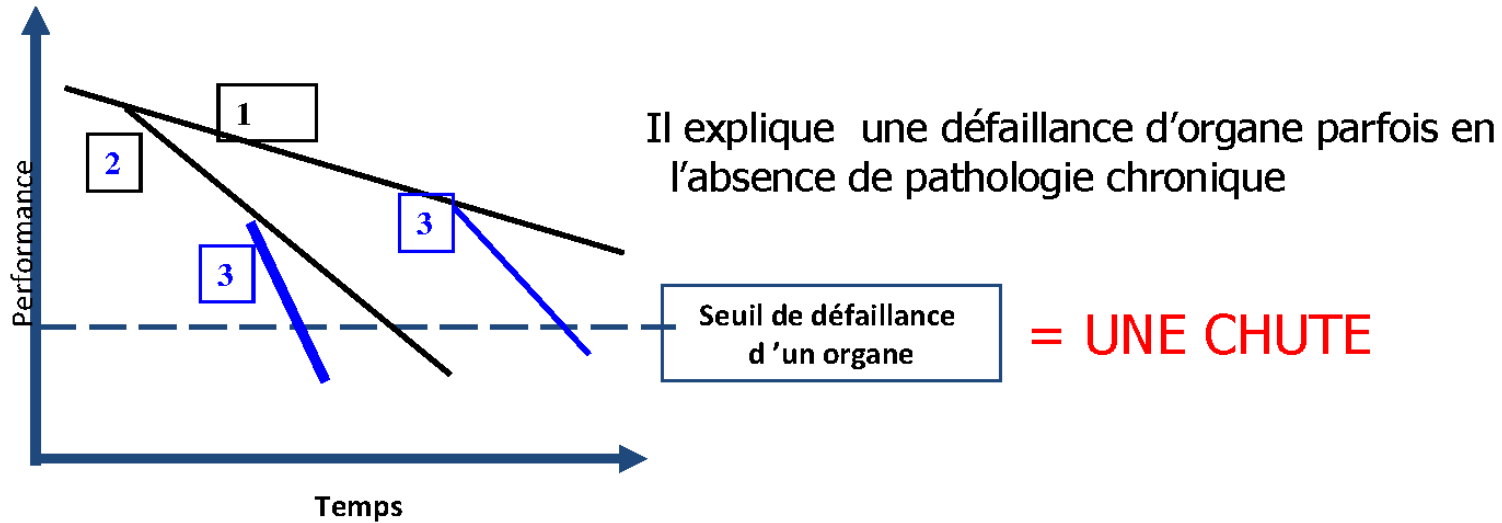 1
Il explique une défaillance d'organe parfois en
l'absence de pathologie chronique
2
3
3
Performance
Seuil de défaillance
d 'un organe
= UNE CHUTE
Temps